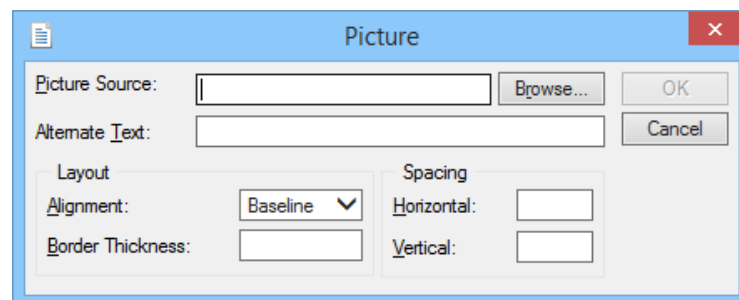 Picture
Picture Source: Browse... OK
Alternate Text: Cancel
Layout Spacing
Alignment: Baseline Horizontal:
Border Thickness: Vertical: